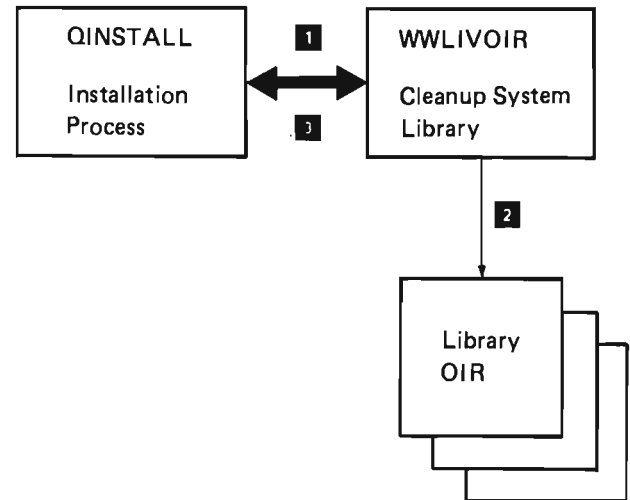 QINSTALL
Installation
Process
1
3
WWLIVOIR
Cleanup System
Library
2
Library
OIR